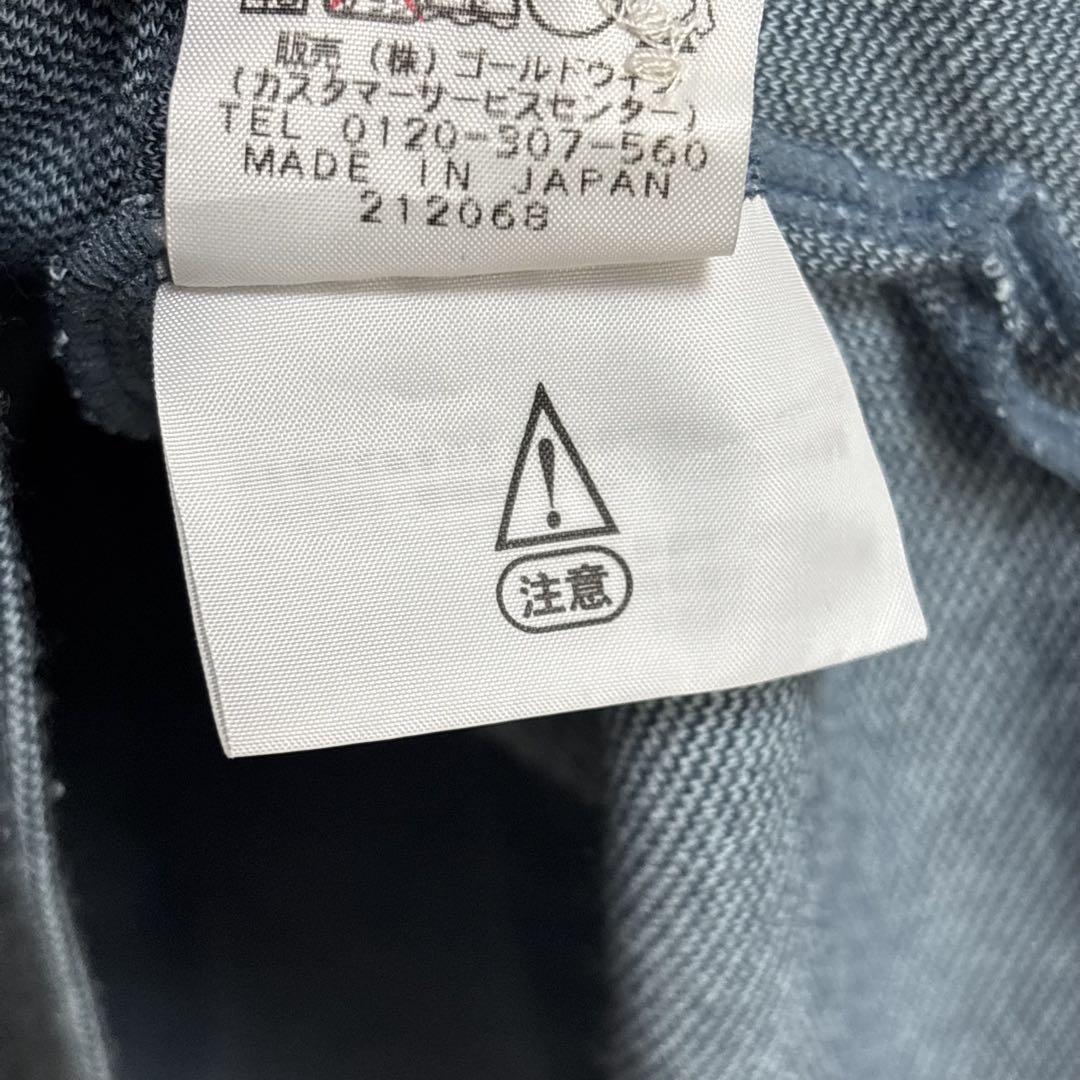 販売 (株) ゴールドウイン
(カスタマーサービスセンター)
TEL 0120-307-560
MADE IN JAPAN
212068
注意